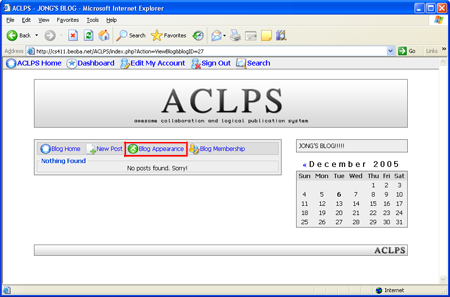 ACLPS - JONG'S BLOG - Microsoft Internet Explorer
File Edit View Favorites Tools Help
Back Search Favorites
Address http://cs411.beoba.net/ACLPS/index.php?Action=ViewBlog&blogID=27 Go Links »
ACLPS Home Dashboard Edit My Account Sign Out Search
ACLPS
awesome collaboration and logical publication system
Blog Home New Post Blog Appearance Blog Membership
Nothing Found
No posts found. Sorry!
JONG'S BLOG!!!!!
« December 2005
Sun Mon Tue Wed Thu Fri Sat
1 2 3
4 5 6 7 8 9 10
11 12 13 14 15 16 17
18 19 20 21 22 23 24
25 26 27 28 29 30 31
ACLPS
Internet